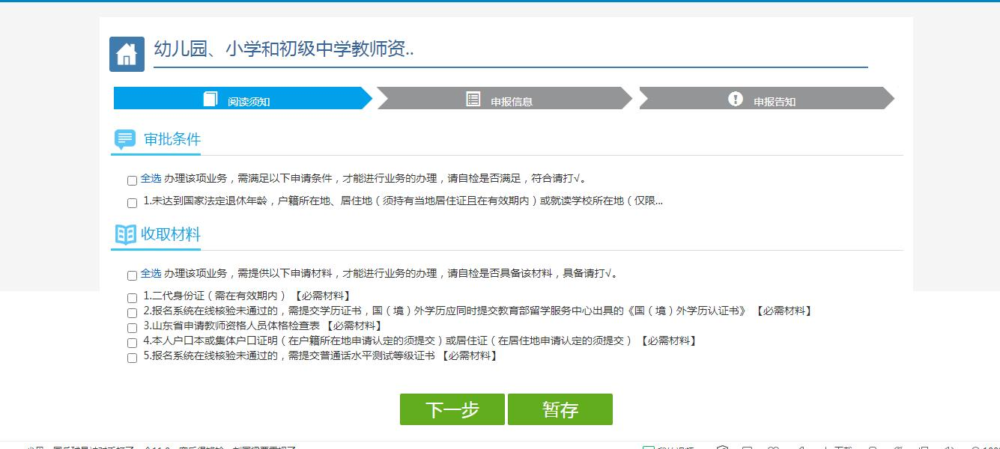 幼儿园、小学和初级中学教师资..
阅读须知
申报信息
申报告知
审批条件
全选 办理该项业务，需满足以下申请条件，才能进行业务的办理，请自检是否满足，符合请打√。
1.未达到国家法定退休年龄，户籍所在地、居住地（须持有当地居住证且在有效期内）或就读学校所在地（仅限...
收取材料
全选 办理该项业务，需提供以下申请材料，才能进行业务的办理，请自检是否具备该材料，具备请打√。
1.二代身份证（需在有效期内） 【必需材料】
2.报名系统在线核验未通过的，需提交学历证书，国（境）外学历应同时提交教育部留学服务中心出具的《国（境）外学历认证书》 【必需材料】
3.山东省申请教师资格人员体格检查表 【必需材料】
4.本人户口本或集体户口证明（在户籍所在地申请认定的须提交）或居住证（在居住地申请认定的须提交） 【必需材料】
5.报名系统在线核验未通过的，需提交普通话水平测试等级证书 【必需材料】
下一步
暂存